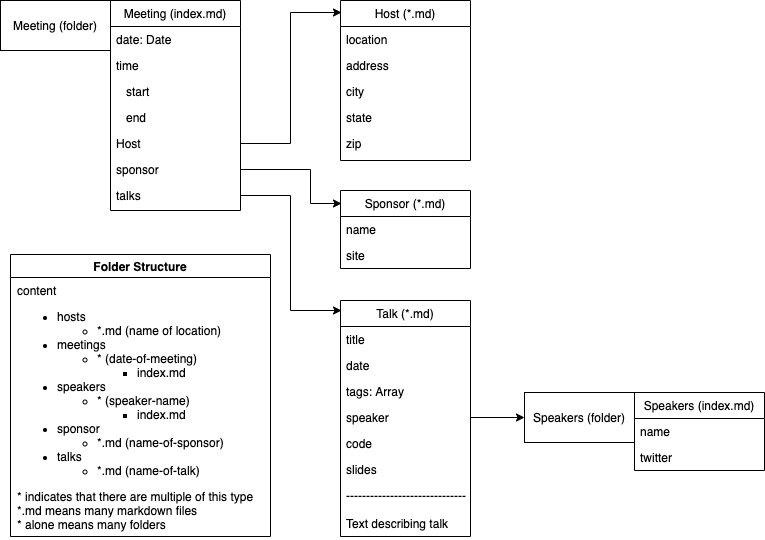 Meeting (folder)
Meeting (index.md)
date: Date
time
start
end
Host
sponsor
talks
Host (*.md)
location
address
city
state
zip
Sponsor (*.md)
name
site
Talk (*.md)
title
date
tags: Array
speaker
code
slides
------------------------------
Text describing talk
Speakers (folder)
Speakers (index.md)
name
twitter
Folder Structure
content
• hosts
○ *.md (name of location)
• meetings
○ * (date-of-meeting)
▪ index.md
• speakers
○ * (speaker-name)
▪ index.md
• sponsor
○ *.md (name-of-sponsor)
• talks
○ *.md (name-of-talk)
* indicates that there are multiple of this type
*.md means many markdown files
* alone means many folders